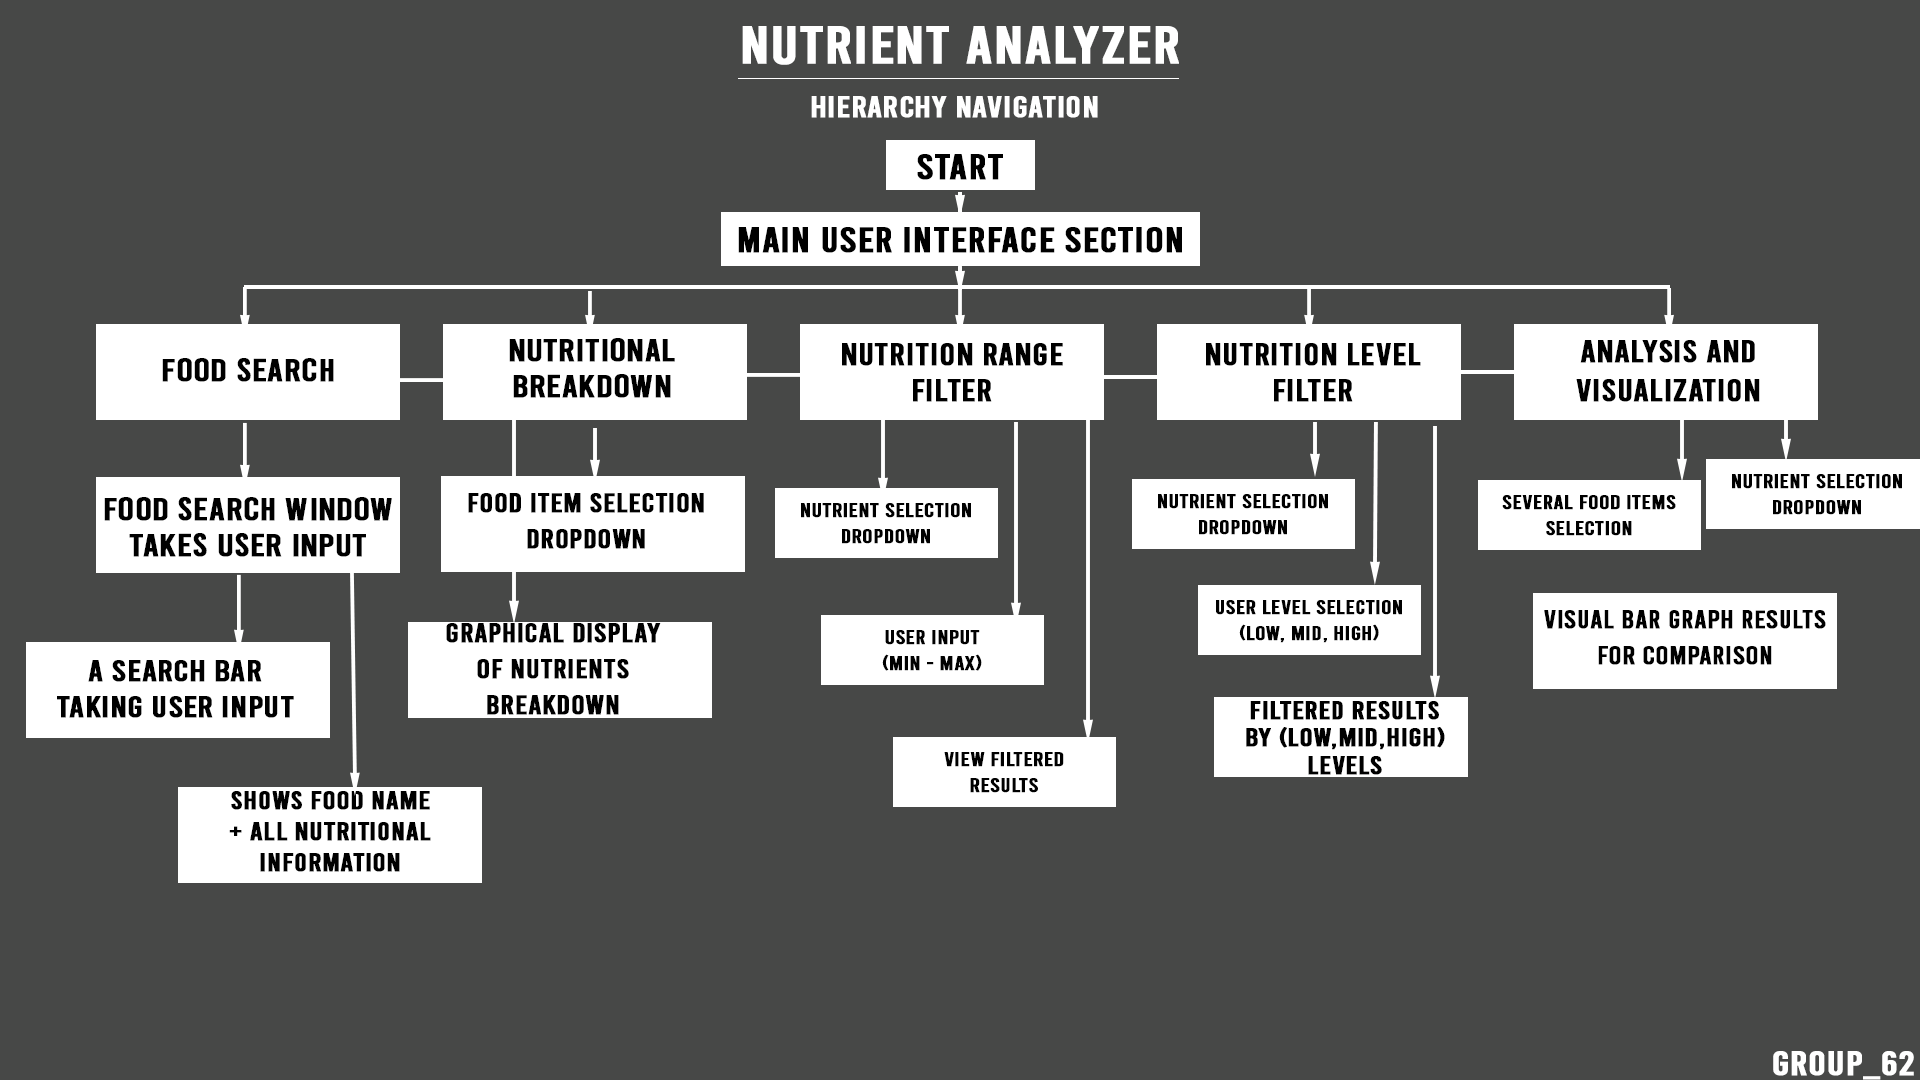 NUTRIENT ANALYZER
HIERARCHY NAVIGATION
START
MAIN USER INTERFACE SECTION
FOOD SEARCH
NUTRITIONAL
BREAKDOWN
NUTRITION RANGE
FILTER
NUTRITION LEVEL
FILTER
ANALYSIS AND
VISUALIZATION
FOOD SEARCH WINDOW
TAKES USER INPUT
FOOD ITEM SELECTION
DROPDOWN
NUTRIENT SELECTION
DROPDOWN
NUTRIENT SELECTION
DROPDOWN
SEVERAL FOOD ITEMS
SELECTION
NUTRIENT SELECTION
DROPDOWN
A SEARCH BAR
TAKING USER INPUT
GRAPHICAL DISPLAY
OF NUTRIENTS
BREAKDOWN
USER INPUT
(MIN - MAX)
USER LEVEL SELECTION
(LOW, MID, HIGH)
VISUAL BAR GRAPH RESULTS
FOR COMPARISON
SHOWS FOOD NAME
+ ALL NUTRITIONAL
INFORMATION
VIEW FILTERED
RESULTS
FILTERED RESULTS
BY (LOW,MID,HIGH)
LEVELS
GROUP_62